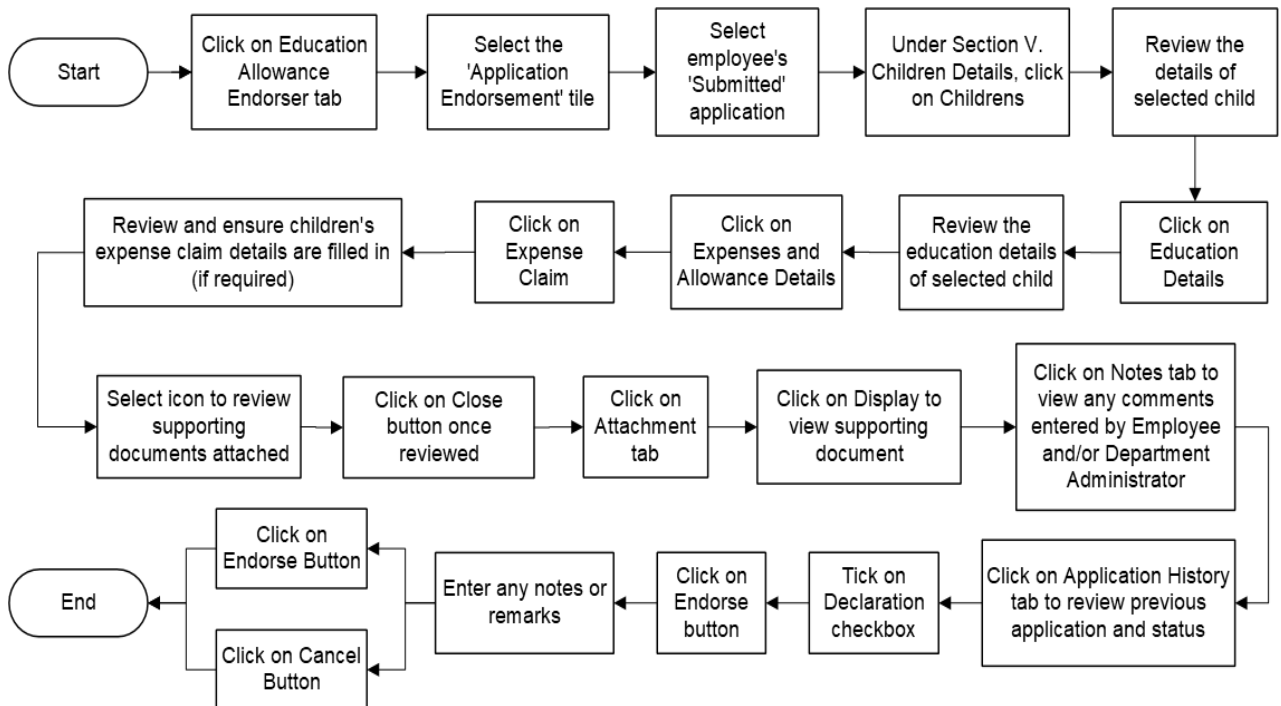 Start
Click on Education
Allowance
Endorser tab
Select the
'Application
Endorsement' tile
Select
employee's
'Submitted'
application
Under Section V.
Children Details, click
on Childrens
Review the
details of
selected child
Click on
Education
Details
Review the
education details
of selected child
Click on
Expenses and
Allowance Details
Click on
Expense
Claim
Review and ensure children's
expense claim details are filled in
(if required)
Select icon to review
supporting
documents attached
Click on Close
button once
reviewed
Click on
Attachment
tab
Click on Display to
view supporting
document
Click on Notes tab to
view any comments
entered by Employee
and/or Department
Administrator
Click on Application History
tab to review previous
application and status
Tick on
Declaration
checkbox
Click on
Endorse
button
Enter any notes or
remarks
Click on
Endorse Button
Click on Cancel
Button
End